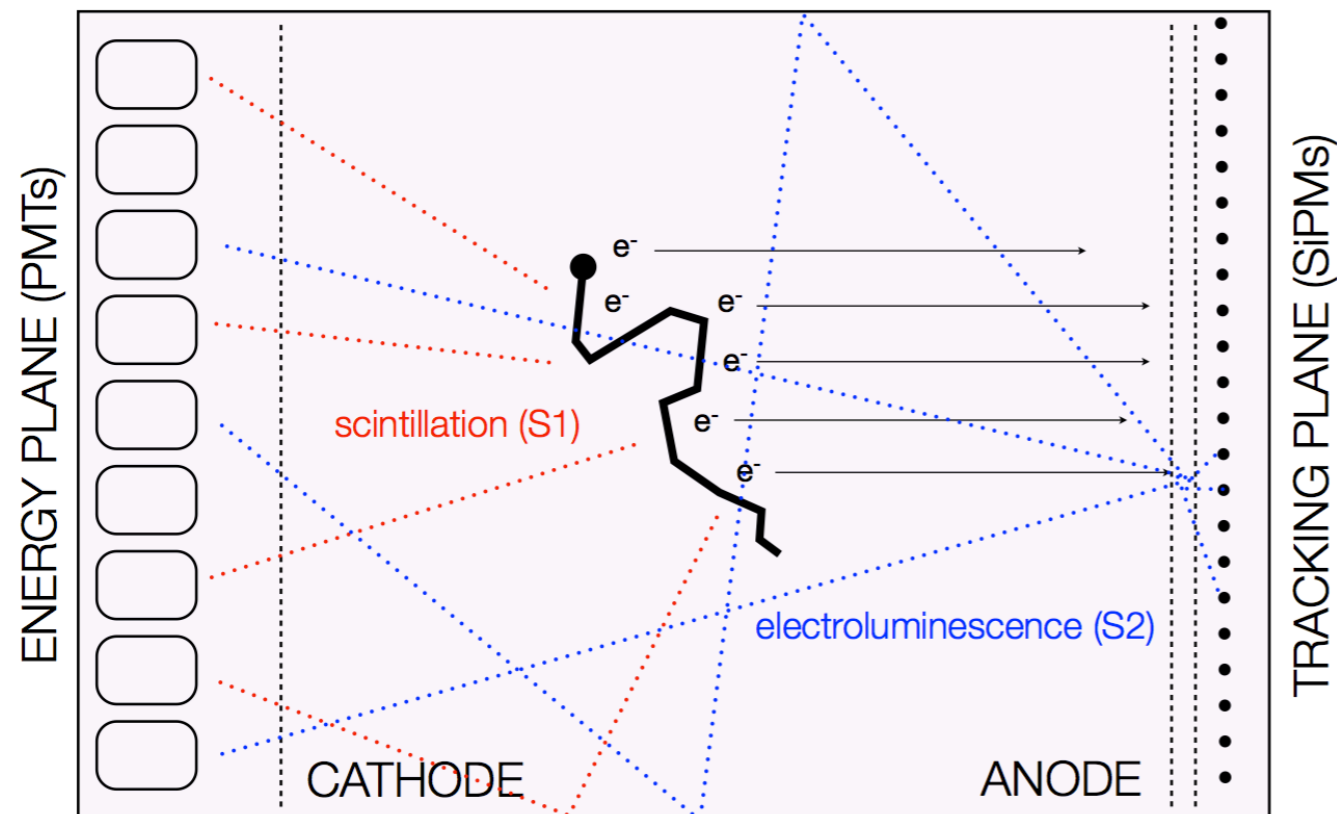 ENERGY PLANE (PMTs)
e-
e-
e-
e-
e-
e-
scintillation (S1)
electroluminescence (S2)
CATHODE
ANODE
TRACKING PLANE (SiPMs)